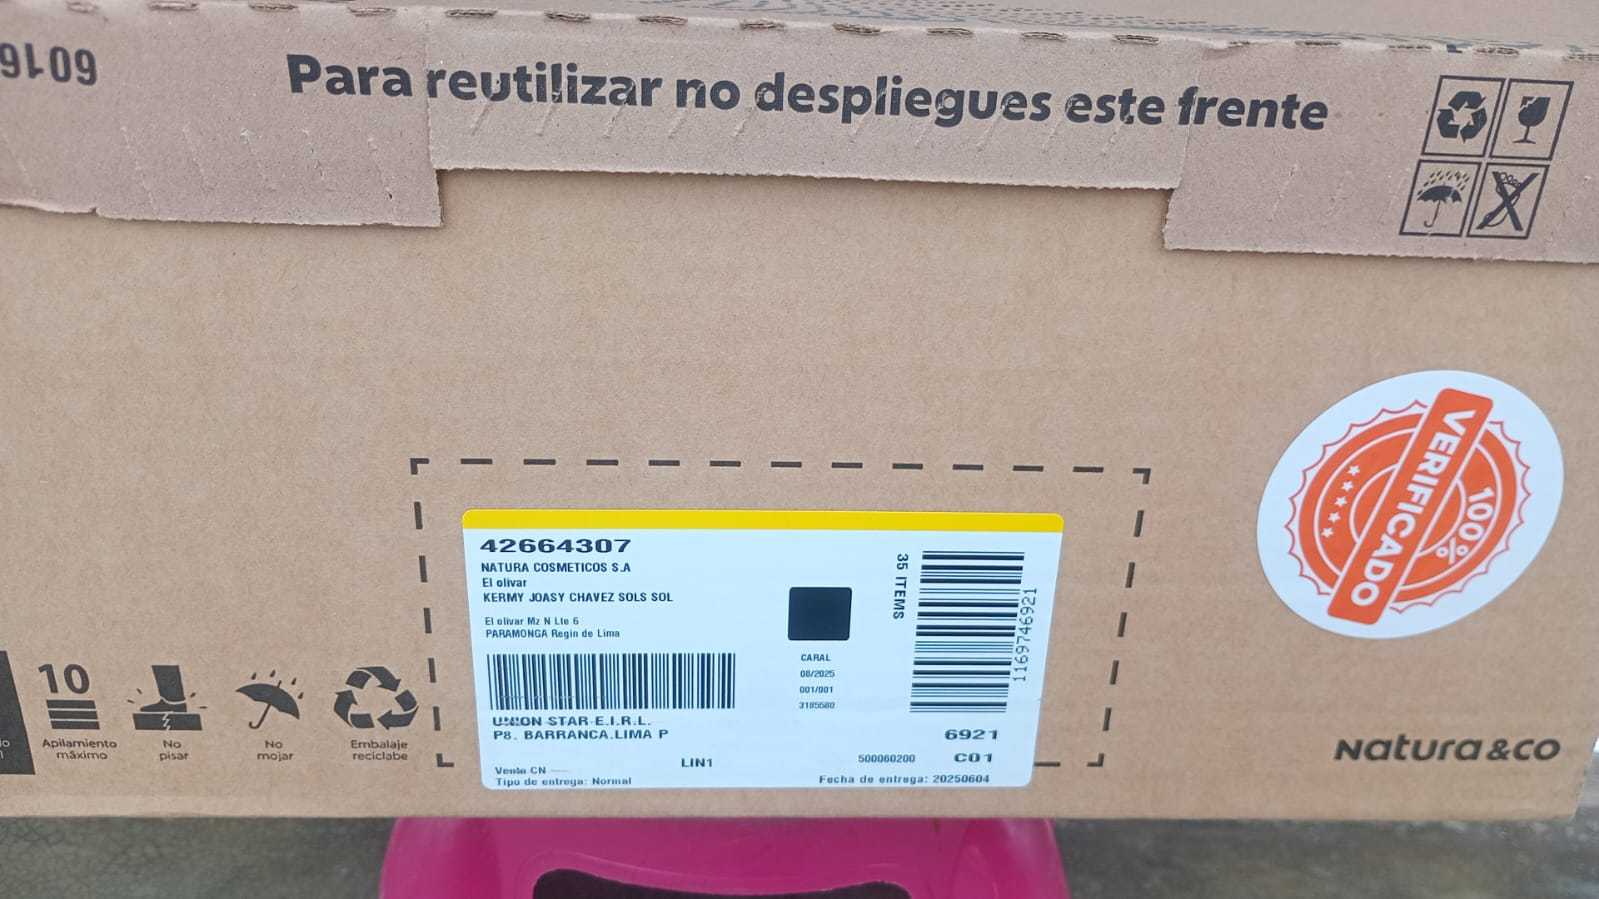 6016
Para reutilizar no despliegues este frente
VERIFICADO
100%
42664307
NATURA COSMETICOS S.A
El olivar
KERMY JOASY CHAVEZ SOLS SOL
El olivar Mz N Lte 6
PARAMONGA Regin de Lima
35 ITEMS
1169746921
CARAL
08/2025
001/001
3185580
UNION STAR E.I.R.L.
P8. BARRANCA.LIMA P
6921
LIN1
500060200
C01
Venta CN
Tipo de entrega: Normal
Fecha de entrega: 20250604
10
Apilamiento
máximo
No
pisar
No
mojar
Embalaje
reciclabe
Natura &co